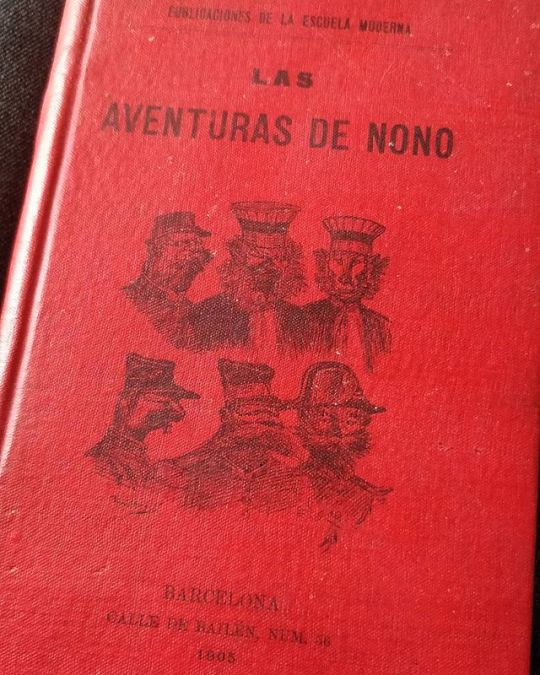 PUBLICACIONES DE LA ESCUELA MODERNA
LAS
AVENTURAS DE NONO
BARCELONA
CALLE DE BAILÉN, NÚM. 56
1905